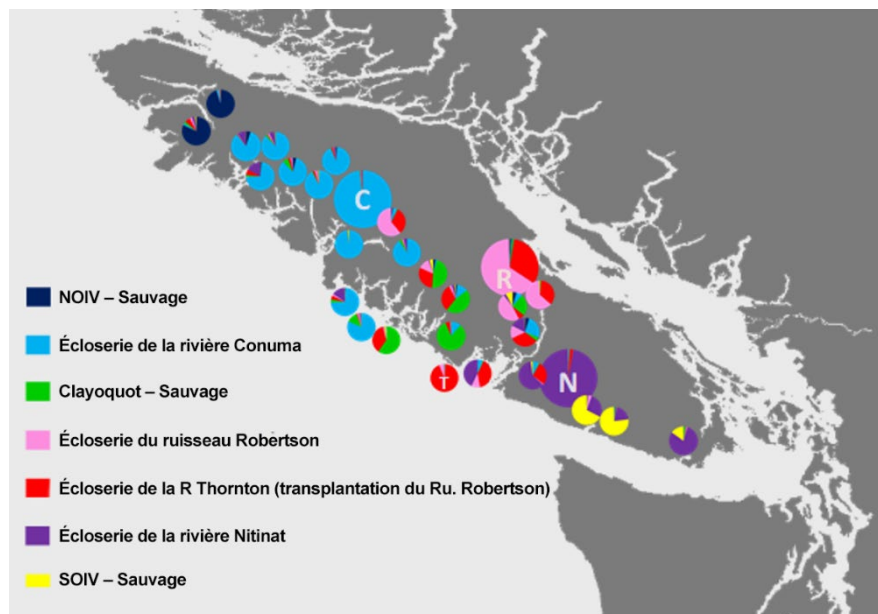 C
R
T
N
NOIV – Sauvage
Écloserie de la rivière Conuma
Clayoquot – Sauvage
Écloserie du ruisseau Robertson
Écloserie de la R Thornton (transplantation du Ru. Robertson)
Écloserie de la rivière Nitinat
SOIV – Sauvage